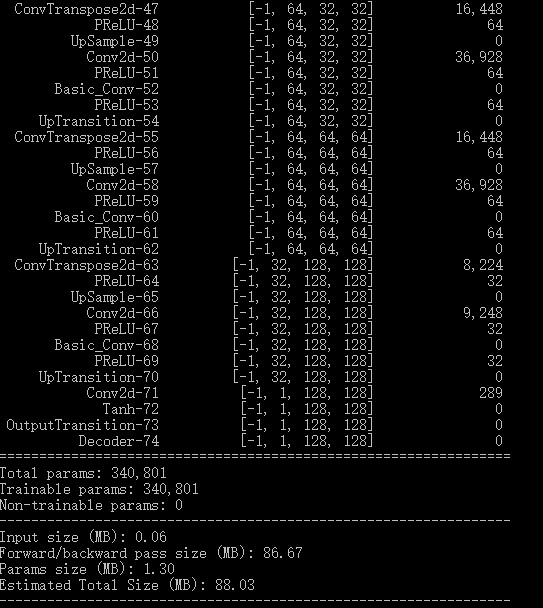 ConvTranspose2d-47 [-1, 64, 32, 32] 16,448
PReLU-48 [-1, 64, 32, 32] 64
UpSample-49 [-1, 64, 32, 32] 0
Conv2d-50 [-1, 64, 32, 32] 36,928
PReLU-51 [-1, 64, 32, 32] 64
Basic_Conv-52 [-1, 64, 32, 32] 0
PReLU-53 [-1, 64, 32, 32] 64
UpTransition-54 [-1, 64, 32, 32] 0
ConvTranspose2d-55 [-1, 64, 64, 64] 16,448
PReLU-56 [-1, 64, 64, 64] 64
UpSample-57 [-1, 64, 64, 64] 0
Conv2d-58 [-1, 64, 64, 64] 36,928
PReLU-59 [-1, 64, 64, 64] 64
Basic_Conv-60 [-1, 64, 64, 64] 0
PReLU-61 [-1, 64, 64, 64] 64
UpTransition-62 [-1, 64, 64, 64] 0
ConvTranspose2d-63 [-1, 32, 128, 128] 8,224
PReLU-64 [-1, 32, 128, 128] 32
UpSample-65 [-1, 32, 128, 128] 0
Conv2d-66 [-1, 32, 128, 128] 9,248
PReLU-67 [-1, 32, 128, 128] 32
Basic_Conv-68 [-1, 32, 128, 128] 0
PReLU-69 [-1, 32, 128, 128] 32
UpTransition-70 [-1, 32, 128, 128] 0
Conv2d-71 [-1, 1, 128, 128] 289
Tanh-72 [-1, 1, 128, 128] 0
OutputTransition-73 [-1, 1, 128, 128] 0
Decoder-74 [-1, 1, 128, 128] 0
================================================================
Total params: 340,801
Trainable params: 340,801
Non-trainable params: 0
----------------------------------------------------------------
Input size (MB): 0.06
Forward/backward pass size (MB): 86.67
Params size (MB): 1.30
Estimated Total Size (MB): 88.03
----------------------------------------------------------------